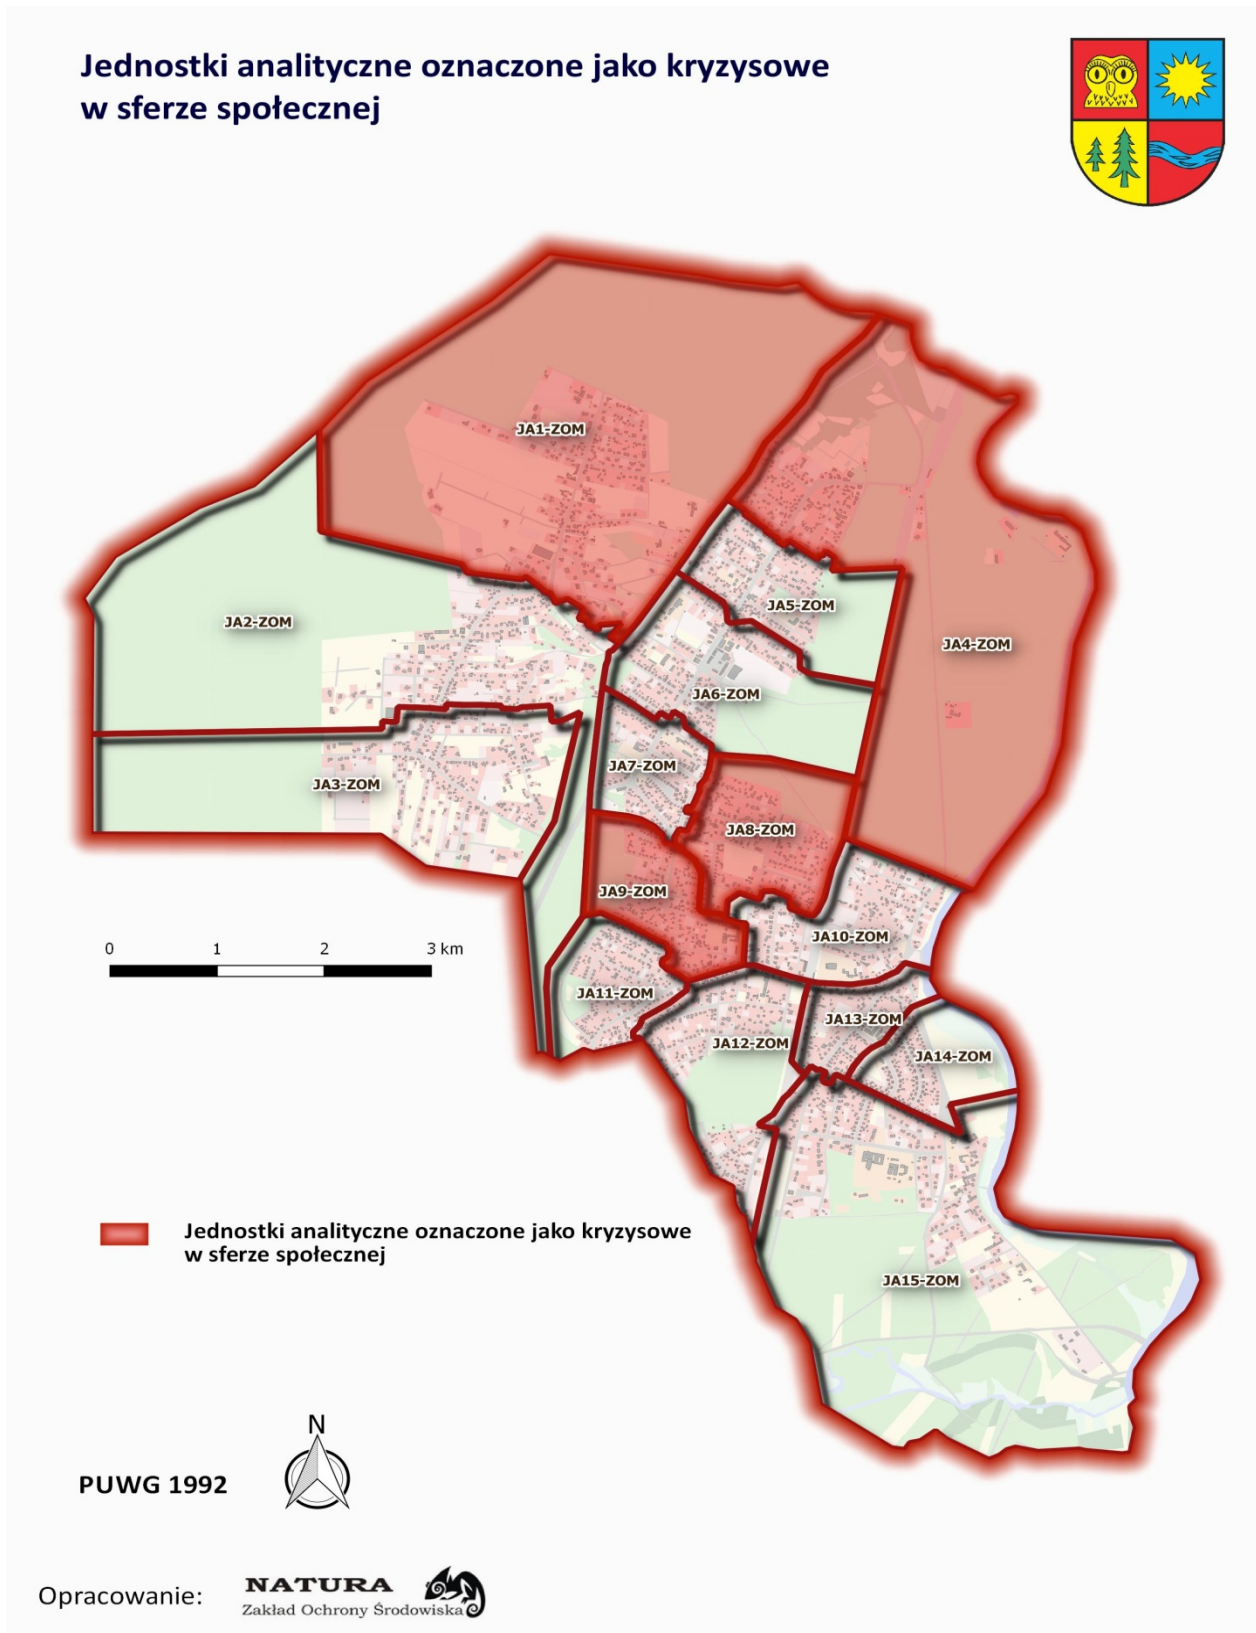 Jednostki analityczne oznaczone jako kryzysowe
w sferze społecznej
JA1-ZOM
JA5-ZOM
JA2-ZOM
JA4-ZOM
JA6-ZOM
JA7-ZOM
JA3-ZOM
JA8-ZOM
JA9-ZOM
JA10-ZOM
0 1 2 3 km
JA11-ZOM
JA13-ZOM
JA12-ZOM
JA14-ZOM
Jednostki analityczne oznaczone jako kryzysowe
w sferze społecznej
JA15-ZOM
N
PUWG 1992
Opracowanie:
NATURA
Zakład Ochrony Środowiska